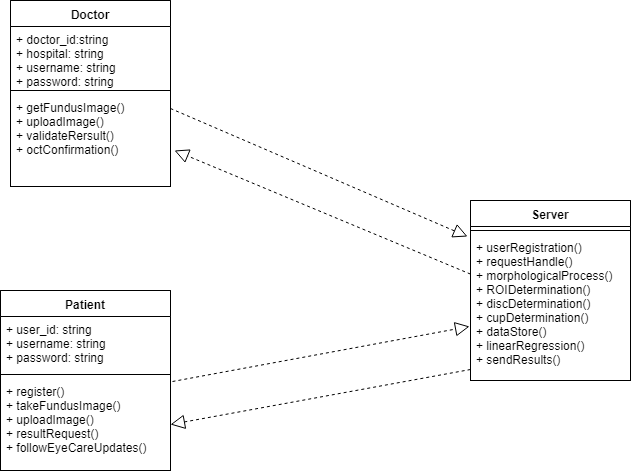 Doctor
+ doctor_id:string
+ hospital: string
+ username: string
+ password: string
+ getFundusImage()
+ uploadImage()
+ validateRersult()
+ octConfirmation()
Server
+ userRegistration()
+ requestHandle()
+ morphologicalProcess()
+ ROIDetermination()
+ discDetermination()
+ cupDetermination()
+ dataStore()
+ linearRegression()
+ sendResults()
Patient
+ user_id: string
+ username: string
+ password: string
+ register()
+ takeFundusImage()
+ uploadImage()
+ resultRequest()
+ followEyeCareUpdates()